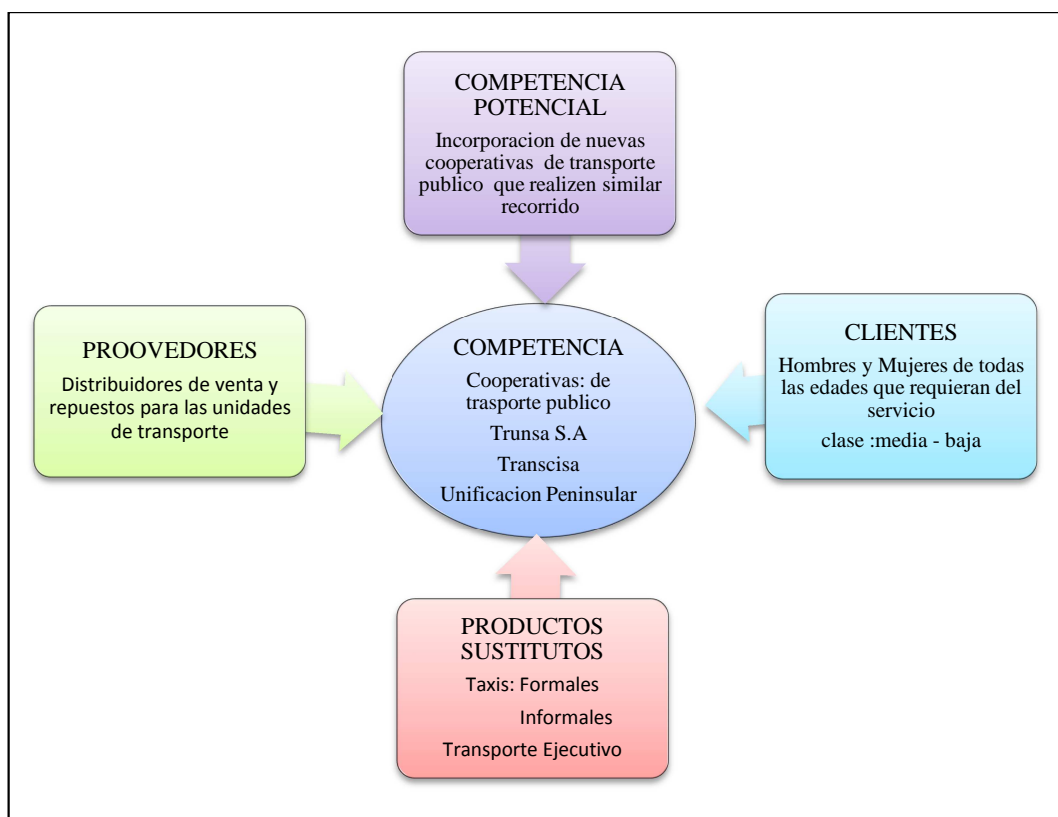 COMPETENCIA
POTENCIAL
Incorporacion de nuevas
cooperativas de transporte
publico que realizen similar
recorrido
PROOVEDORES
Distribuidores de venta y
repuestos para las unidades
de transporte
COMPETENCIA
Cooperativas: de
trasporte publico
Trunsa S.A
Transcisa
Unificacion Peninsular
CLIENTES
Hombres y Mujeres de todas
las edades que requieran del
servicio
clase :media - baja
PRODUCTOS
SUSTITUTOS
Taxis: Formales
Informales
Transporte Ejecutivo